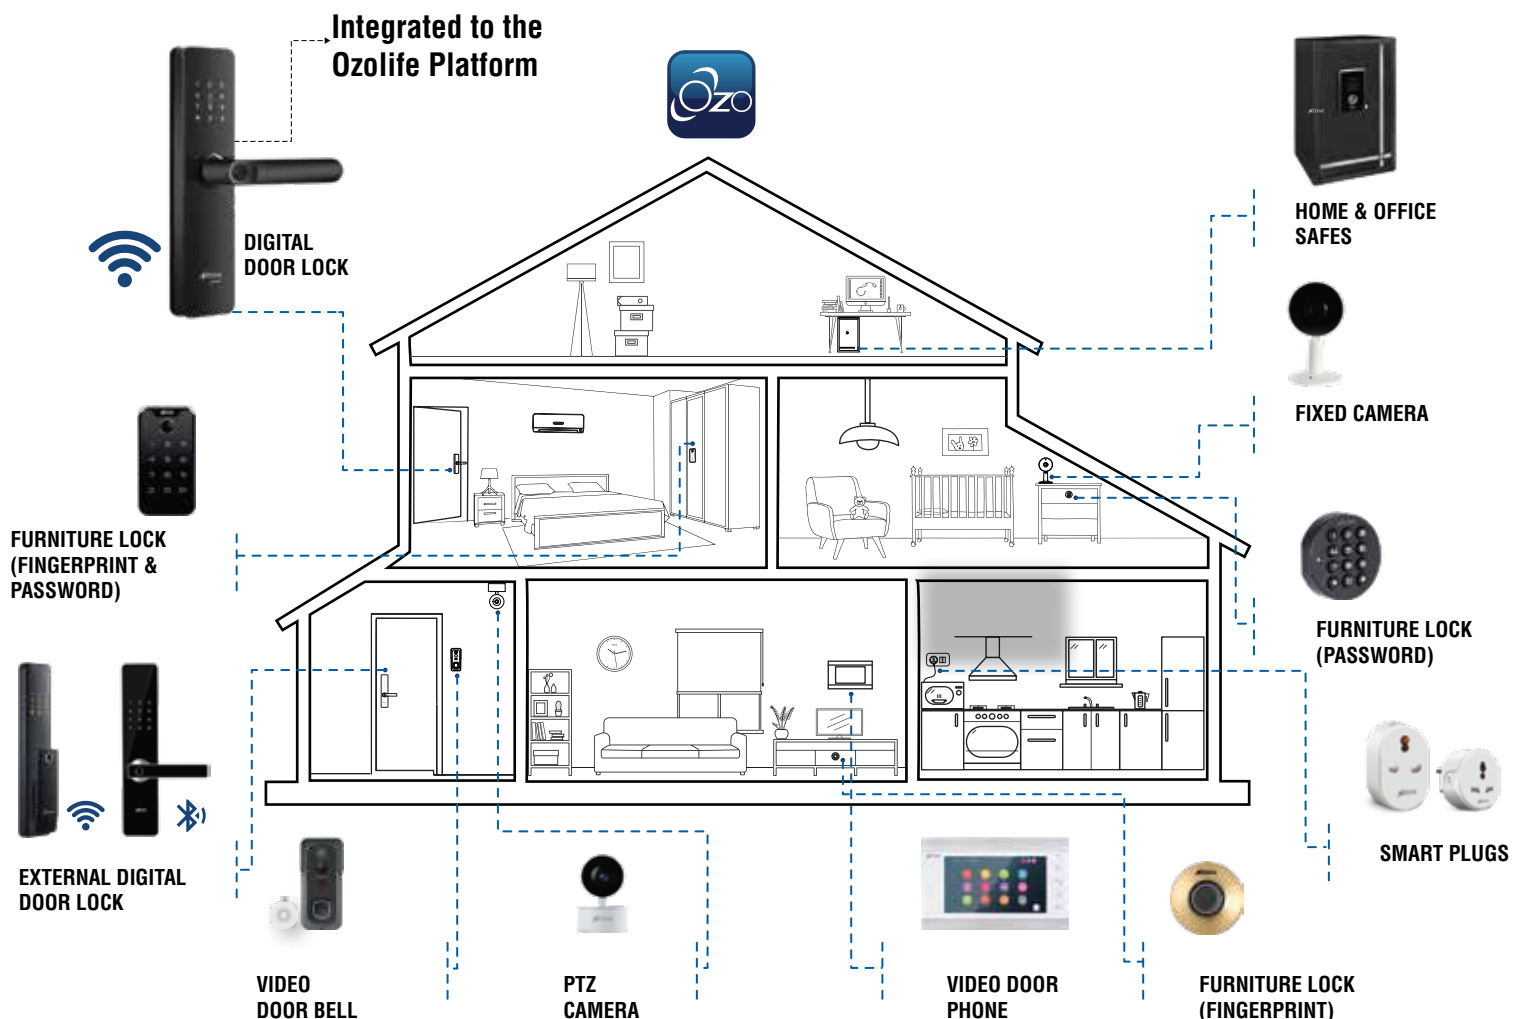 Integrated to the
Ozolife Platform
Ozo
DIGITAL
DOOR LOCK
HOME & OFFICE
SAFES
FIXED CAMERA
FURNITURE LOCK
(FINGERPRINT &
PASSWORD)
FURNITURE LOCK
(PASSWORD)
SMART PLUGS
EXTERNAL DIGITAL
DOOR LOCK
VIDEO
DOOR BELL
PTZ
CAMERA
VIDEO DOOR
PHONE
FURNITURE LOCK
(FINGERPRINT)